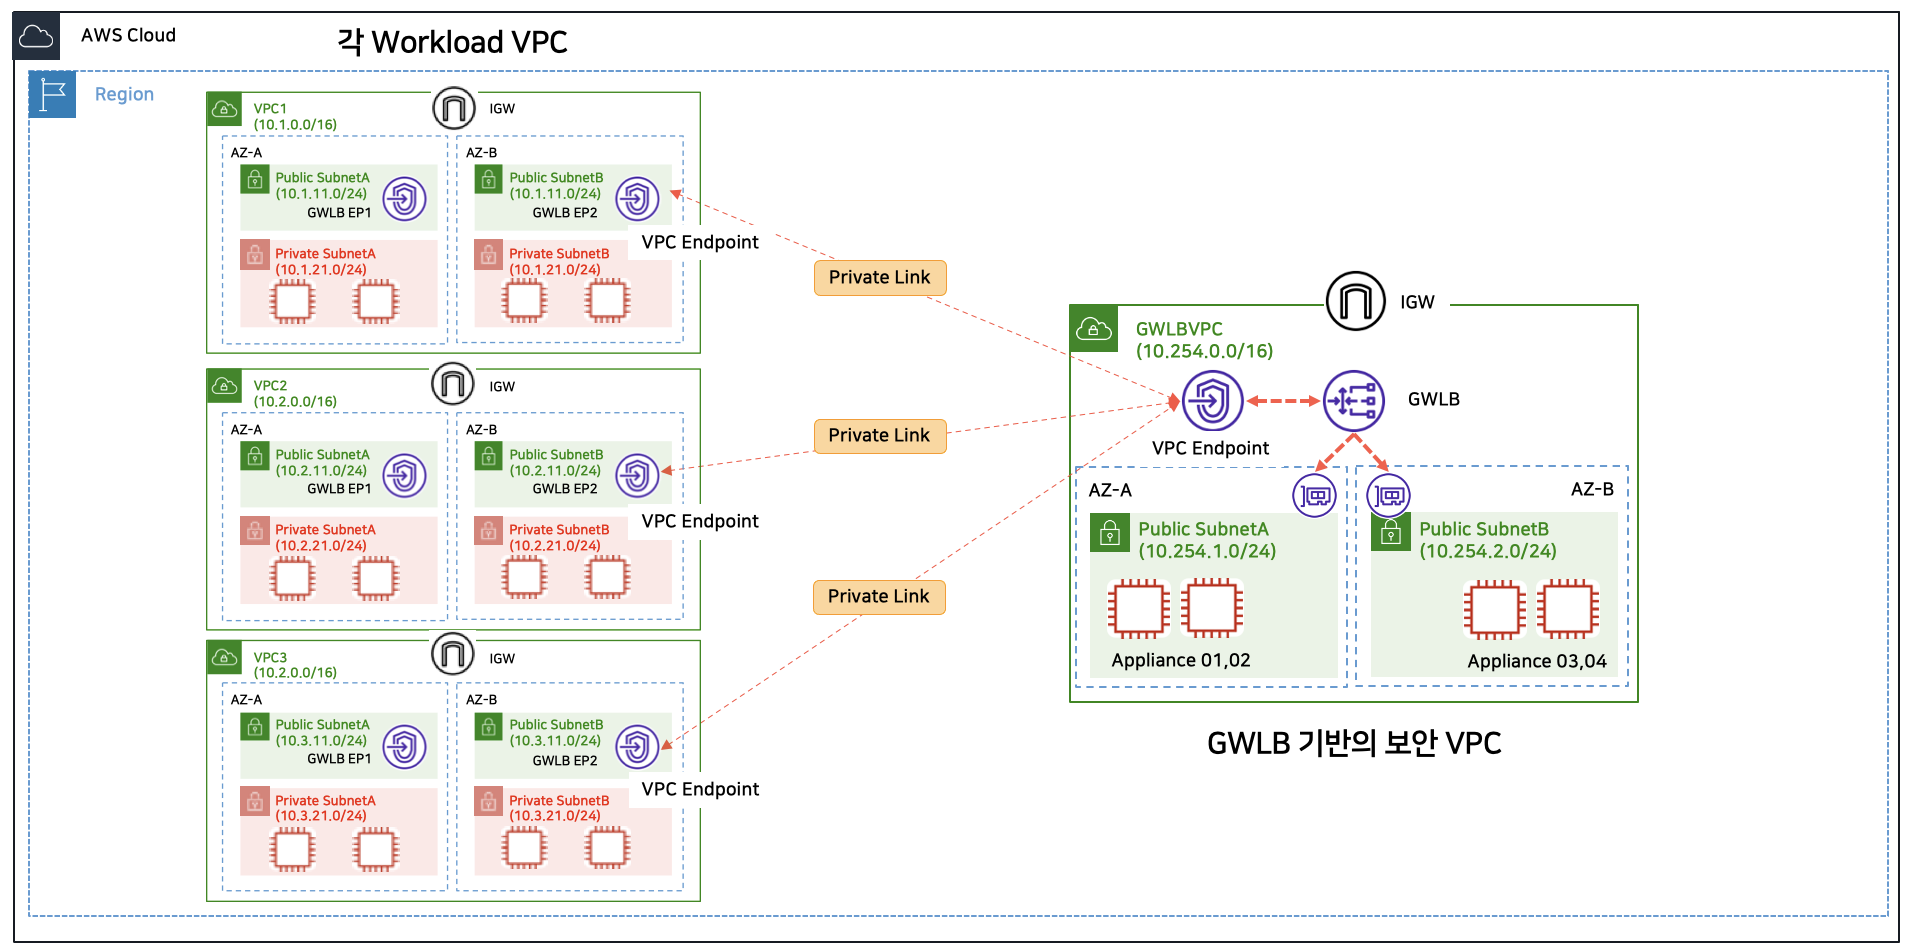 AWS Cloud
각 Workload VPC
Region
VPC1
(10.1.0.0/16)
IGW
AZ-A
Public SubnetA
(10.1.11.0/24)
GWLB EP1
Private SubnetA
(10.1.21.0/24)
AZ-B
Public SubnetB
(10.1.11.0/24)
GWLB EP2
VPC Endpoint
Private SubnetB
(10.1.21.0/24)
VPC2
(10.2.0.0/16)
IGW
AZ-A
Public SubnetA
(10.2.11.0/24)
GWLB EP1
Private SubnetA
(10.2.21.0/24)
AZ-B
Public SubnetB
(10.2.11.0/24)
GWLB EP2
VPC Endpoint
Private SubnetB
(10.2.21.0/24)
VPC3
(10.2.0.0/16)
IGW
AZ-A
Public SubnetA
(10.3.11.0/24)
GWLB EP1
Private SubnetA
(10.3.21.0/24)
AZ-B
Public SubnetB
(10.3.11.0/24)
GWLB EP2
VPC Endpoint
Private SubnetB
(10.3.21.0/24)
Private Link
Private Link
Private Link
IGW
GWLBVPC
(10.254.0.0/16)
GWLB
VPC Endpoint
AZ-A
Public SubnetA
(10.254.1.0/24)
Appliance 01,02
AZ-B
Public SubnetB
(10.254.2.0/24)
Appliance 03,04
GWLB 기반의 보안 VPC